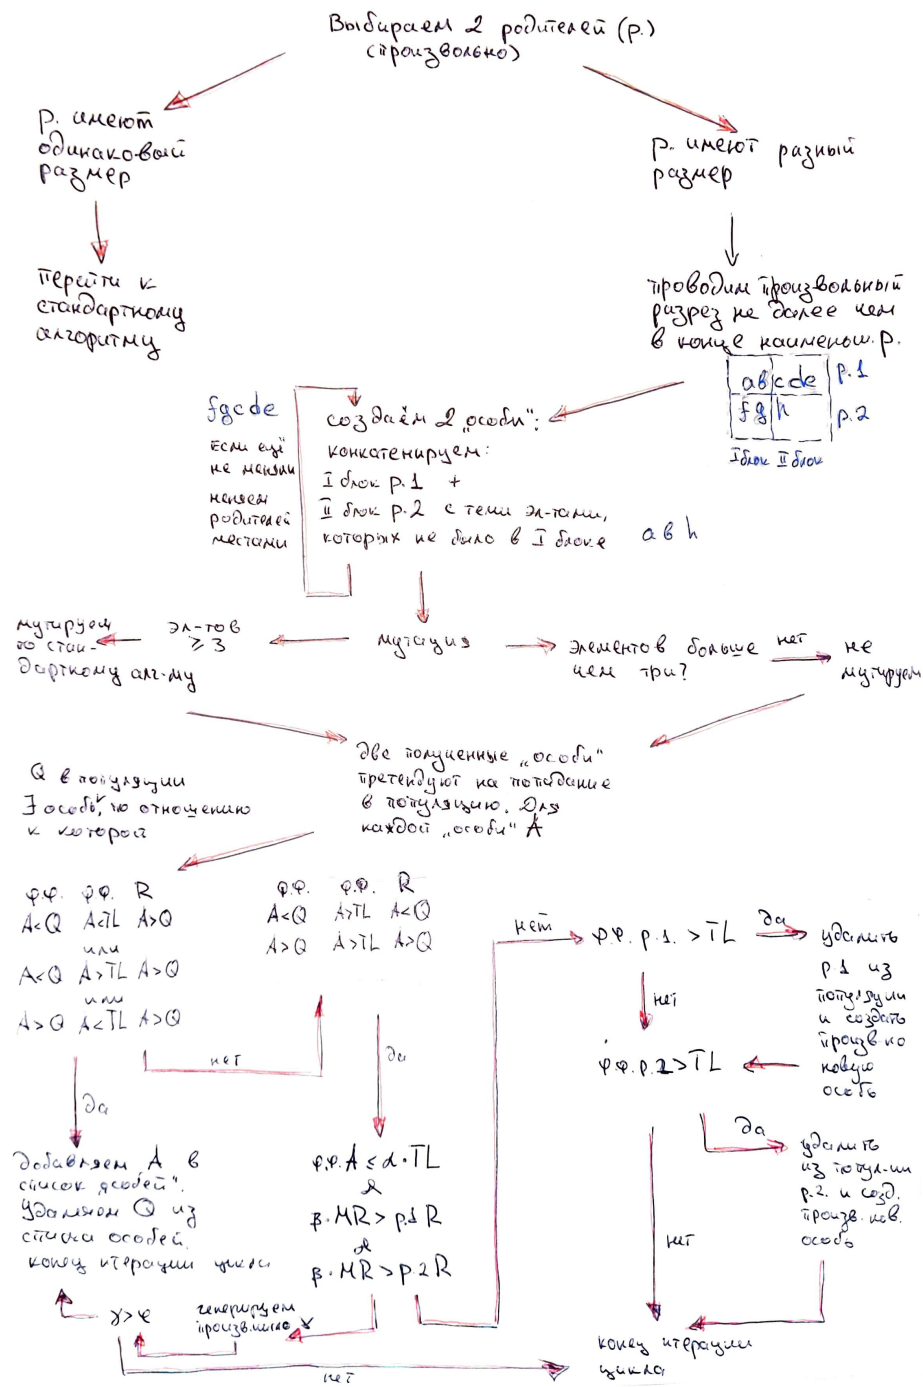 Выбираем 2 родителей (р.)
(произвольно)
р. имеют
одинаковый
размер
р. имеют разный
размер
перейти к
стандартному
алгоритму
проводим произвольный
разрез не более чем
в конце наименьш. р.
ab cde р.1
fg h р.2
I блок II блок
fgcde
Если ещё
не меняли
меняем
родителей
местами
создаём 2 „особи":
конкатенируем:
I блок р.1 +
II блок р.2 с теми эл-тами,
которых не было в I блоке
abh
мутируем
по стан-
дартному алг-му
эл-тов
≥ 3
мутация
элементов больше
чем три?
нет
не
мутируем
две полученные „особи"
претендуют на попадание
в популяцию. Для
каждой „особи" A
Q в популяции
∃ особь, по отношению
к которой
φ.φ. φ.φ. R
A<Q A<TL A>Q
или
A<Q A>TL A>Q
или
A>Q A<TL A>Q
φ.φ. φ.φ. R
A<Q A>TL A<Q
A>Q A>TL A>Q
нет
да
нет
да
φ.φ. р.1. >TL
да
удалить
р.1 из
популяции
и создать
произв-но
новую
особь
нет
φ.φ.р.2>TL
да
удалить
из попул-ии
р.2. и созд.
произв. нов.
особь
нет
добавляем A в
список „особей".
Удаляем Q из
списка особей.
конец итерации цикла
φ.φ.A ≤ α·TL
&
β·MR > р.1R
&
β·MR > р.2R
γ>ε
генерируем
произв. число γ
нет
конец итерации
цикла